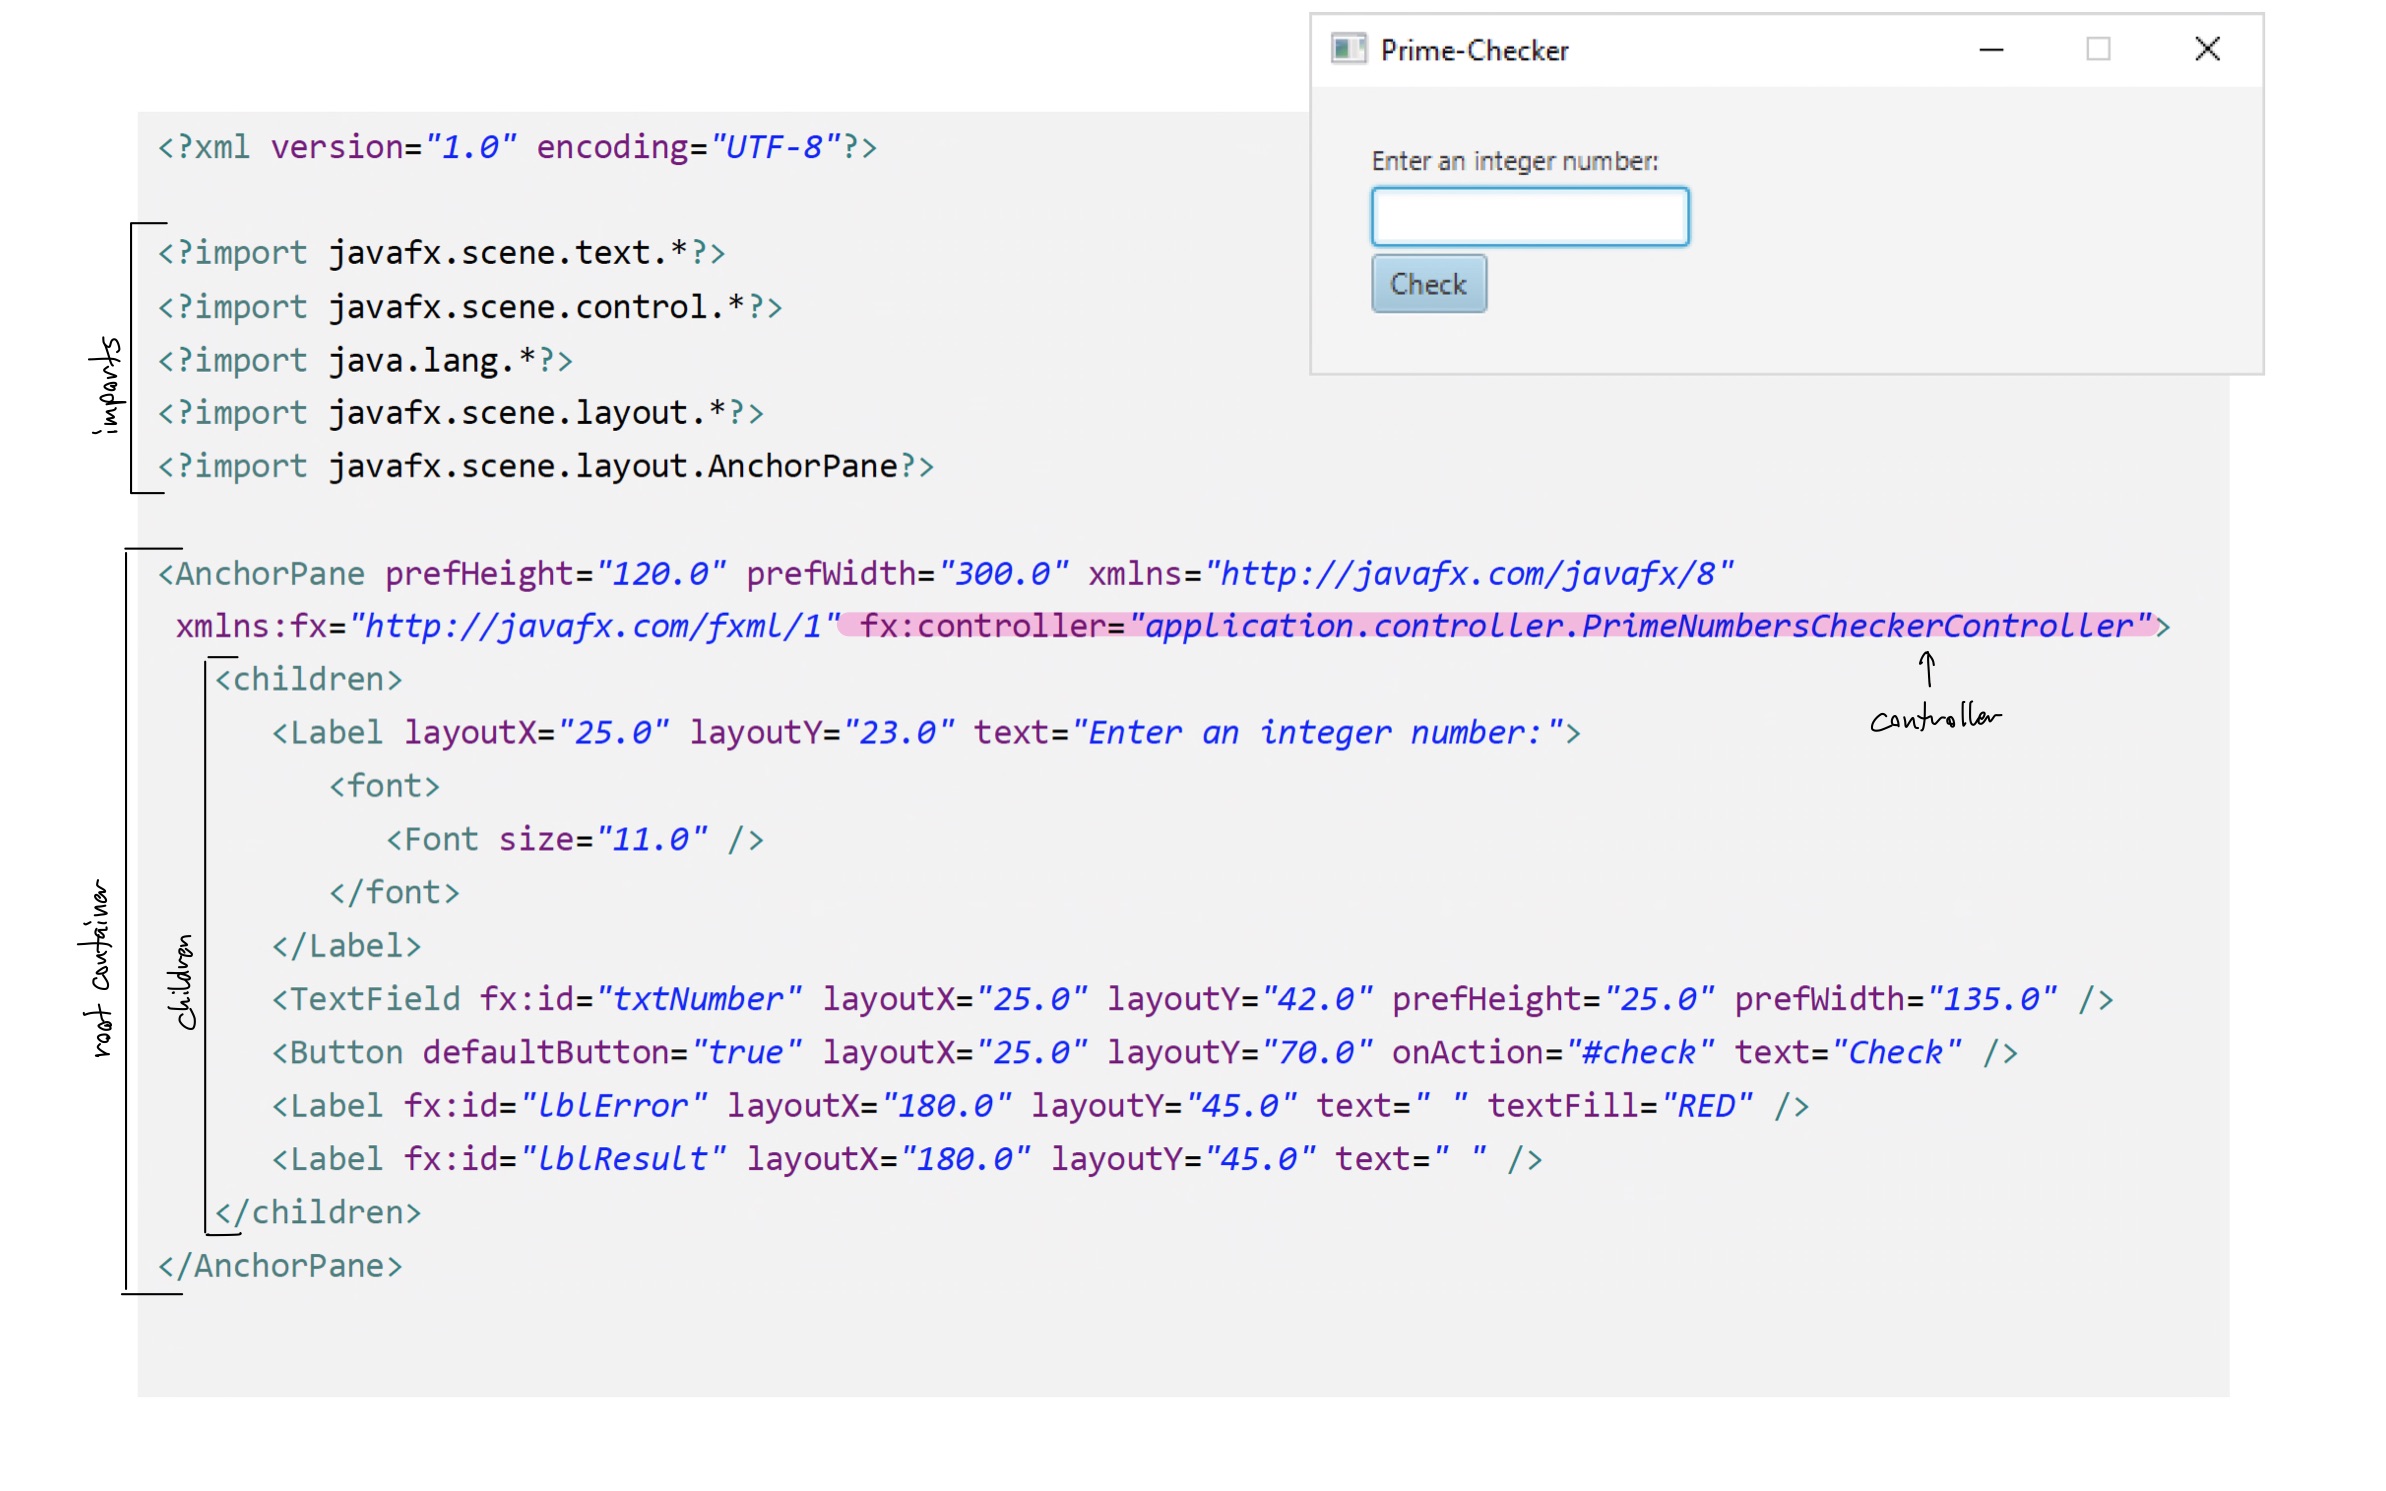 Prime-Checker
Enter an integer number:
Check
<?xml version="1.0" encoding="UTF-8"?>
imports
<?import javafx.scene.text.*?>
<?import javafx.scene.control.*?>
<?import java.lang.*?>
<?import javafx.scene.layout.*?>
<?import javafx.scene.layout.AnchorPane?>
root container
<AnchorPane prefHeight="120.0" prefWidth="300.0" xmlns="http://javafx.com/javafx/8"
xmlns:fx="http://javafx.com/fxml/1" fx:controller="application.controller.PrimeNumbersCheckerController">
controller
children
<children>
<Label layoutX="25.0" layoutY="23.0" text="Enter an integer number:">
<font>
<Font size="11.0" />
</font>
</Label>
<TextField fx:id="txtNumber" layoutX="25.0" layoutY="42.0" prefHeight="25.0" prefWidth="135.0" />
<Button defaultButton="true" layoutX="25.0" layoutY="70.0" onAction="#check" text="Check" />
<Label fx:id="lblError" layoutX="180.0" layoutY="45.0" text=" " textFill="RED" />
<Label fx:id="lblResult" layoutX="180.0" layoutY="45.0" text=" " />
</children>
</AnchorPane>